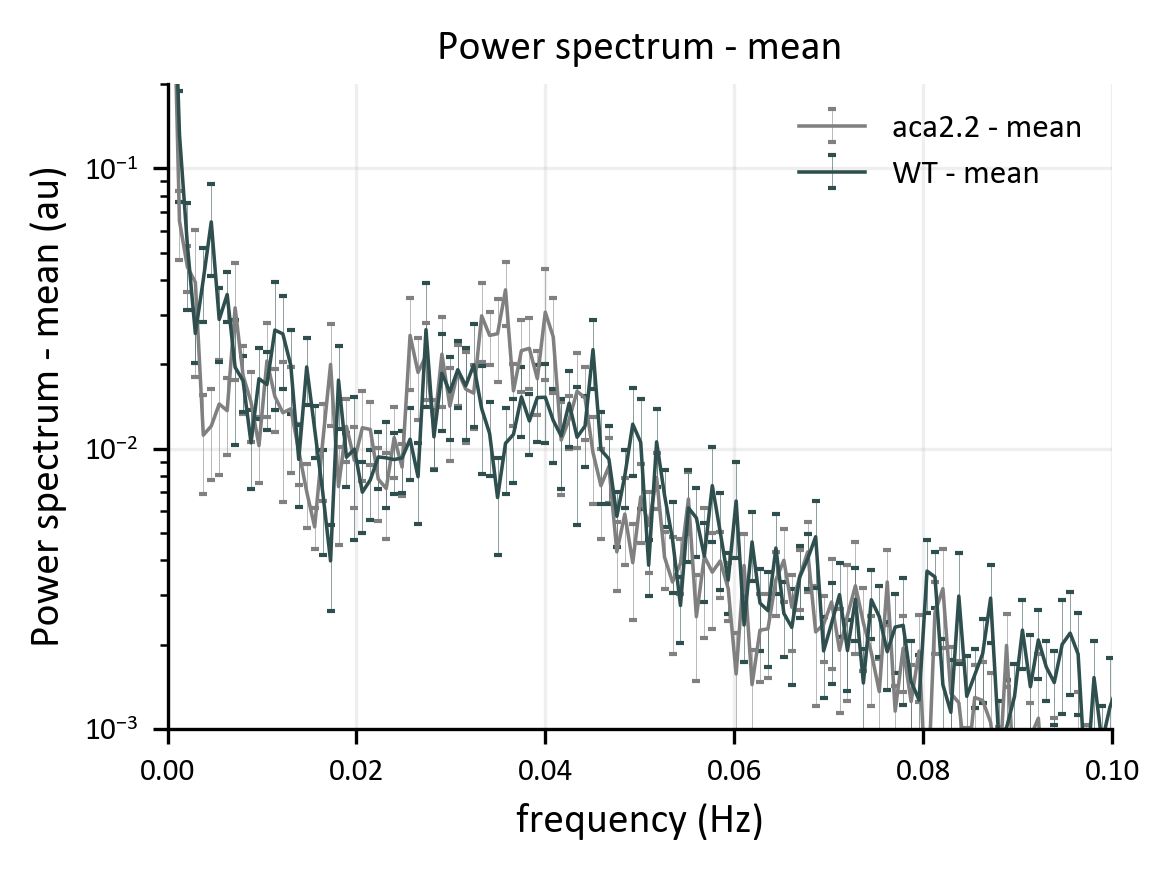 Power spectrum - mean
aca2.2 - mean
WT - mean
10⁻¹
10⁻²
10⁻³
Power spectrum - mean (au)
0.00 0.02 0.04 0.06 0.08 0.10
frequency (Hz)